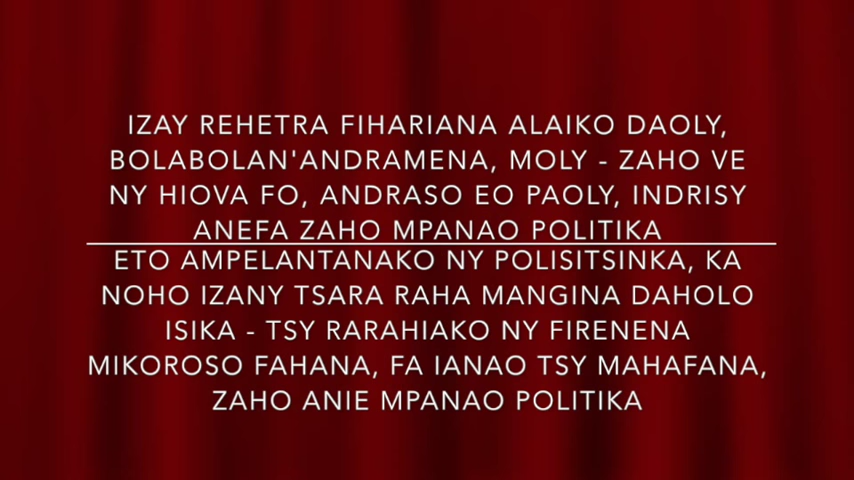 IZAY REHETRA FIHARIANA ALAIKO DAOLY,
BOLABOLAN'ANDRAMENA, MOLY - ZAHO VE
NY HIOVA FO, ANDRASO EO PAOLY, INDRISY
ANEFA ZAHO MPANAO POLITIKA
ETO AMPELANTANAKO NY POLISITSINKA, KA
NOHO IZANY TSARA RAHA MANGINA DAHOLO
ISIKA - TSY RARAHIAKO NY FIRENENA
MIKOROSO FAHANA, FA IANAO TSY MAHAFANA,
ZAHO ANIE MPANAO POLITIKA